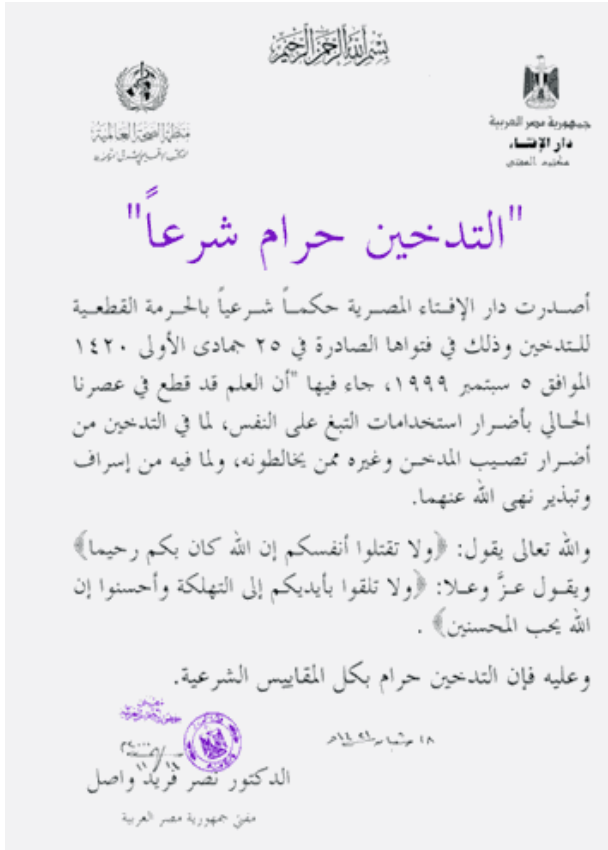 بسم الله الرحمن الرحيم
جمهورية مصر العربية
دار الإفتاء
مكتب المفتى
منظمة الصحة العالمية
المكتب الإقليمي لشرق المتوسط
"التدخين حرام شرعاً"
أصدرت دار الإفتاء المصرية حكماً شرعياً بالحرمة القطعية
للتدخين وذلك في فتواها الصادرة في ٢٥ جمادى الأولى ١٤٢٠
الموافق ٥ سبتمبر ١٩٩٩، جاء فيها "أن العلم قد قطع في عصرنا
الحالي بأضرار استخدامات التبغ على النفس، لما في التدخين من
أضرار تصيب المدخن وغيره ممن يخالطونه، ولما فيه من إسراف
وتبذير نهى الله عنهما.
والله تعالى يقول: ﴿ولا تقتلوا أنفسكم إن الله كان بكم رحيما﴾
ويقول عزَّ وعلا: ﴿ولا تلقوا بأيديكم إلى التهلكة وأحسنوا إن
الله يحب المحسنين﴾ .
وعليه فإن التدخين حرام بكل المقاييس الشرعية.
الدكتور نصر فريد واصل
مفتي جمهورية مصر العربية